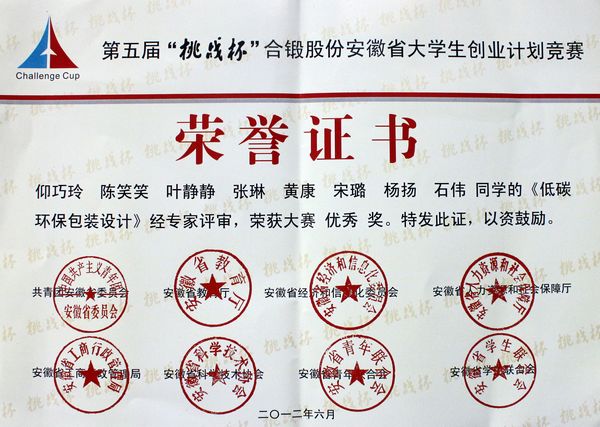 Challenge Cup
第五届“挑战杯”合锻股份安徽省大学生创业计划竞赛
荣誉证书
仰巧玲 陈笑笑 叶静静 张琳 黄康 宋璐 杨扬 石伟 同学的《低碳
环保包装设计》经专家评审，荣获大赛 优秀 奖。特发此证，以资鼓励。
共青团安徽省委员会 安徽省教育厅 安徽省经济和信息化委员会 安徽省人力资源和社会保障厅
安徽省工商行政管理局 安徽省科学技术协会 安徽省青年联合会 安徽省学生联合会
二〇一二年六月